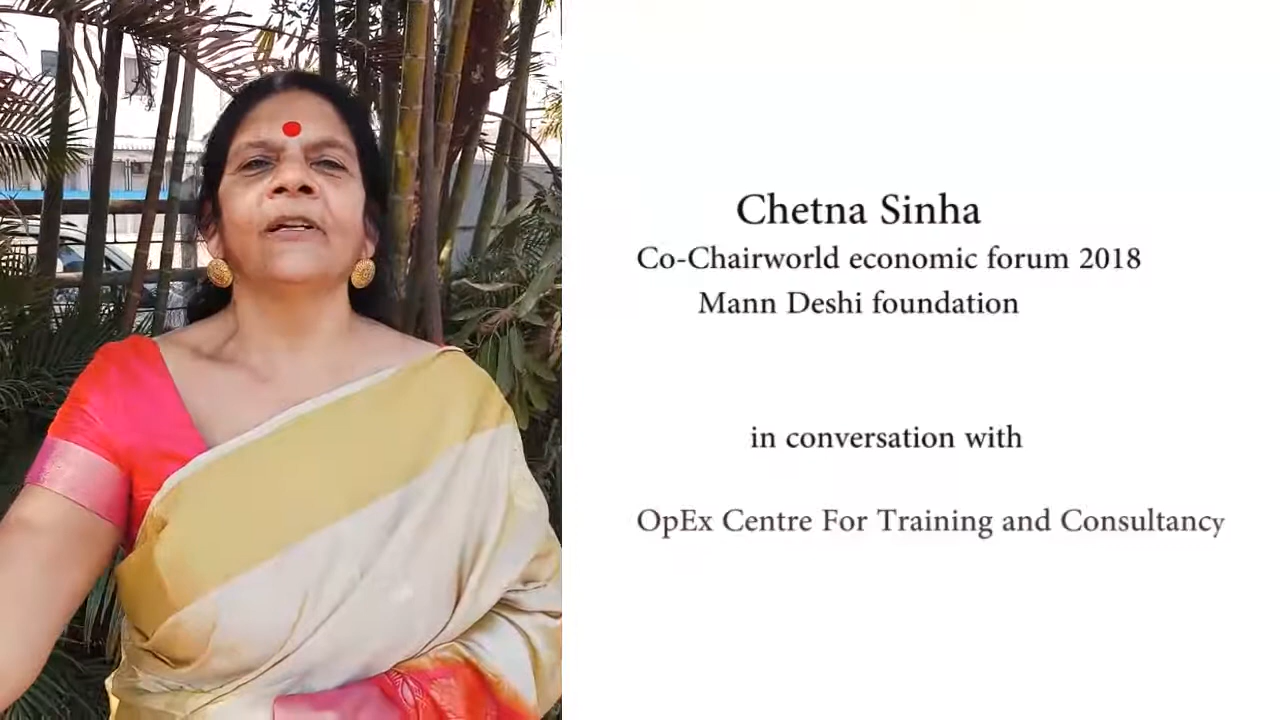 Chetna Sinha
Co-Chairworld economic forum 2018
Mann Deshi foundation
in conversation with
OpEx Centre For Training and Consultancy